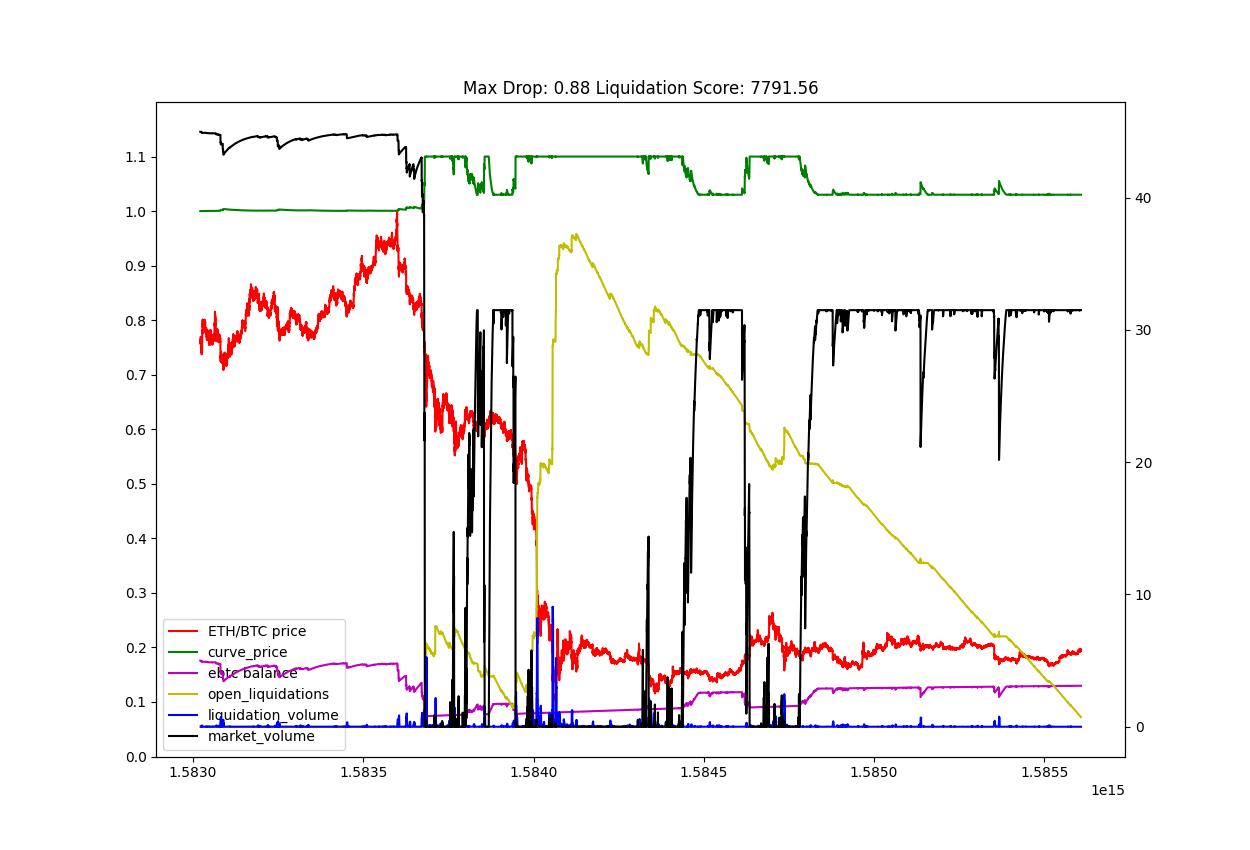 Max Drop: 0.88 Liquidation Score: 7791.56
1.1
1.0
0.9
0.8
0.7
0.6
0.5
0.4
0.3
0.2
0.1
0.0
40
30
20
10
0
ETH/BTC price
curve_price
ebtc balance
open_liquidations
liquidation_volume
market_volume
1.5830 1.5835 1.5840 1.5845 1.5850 1.5855
1e15